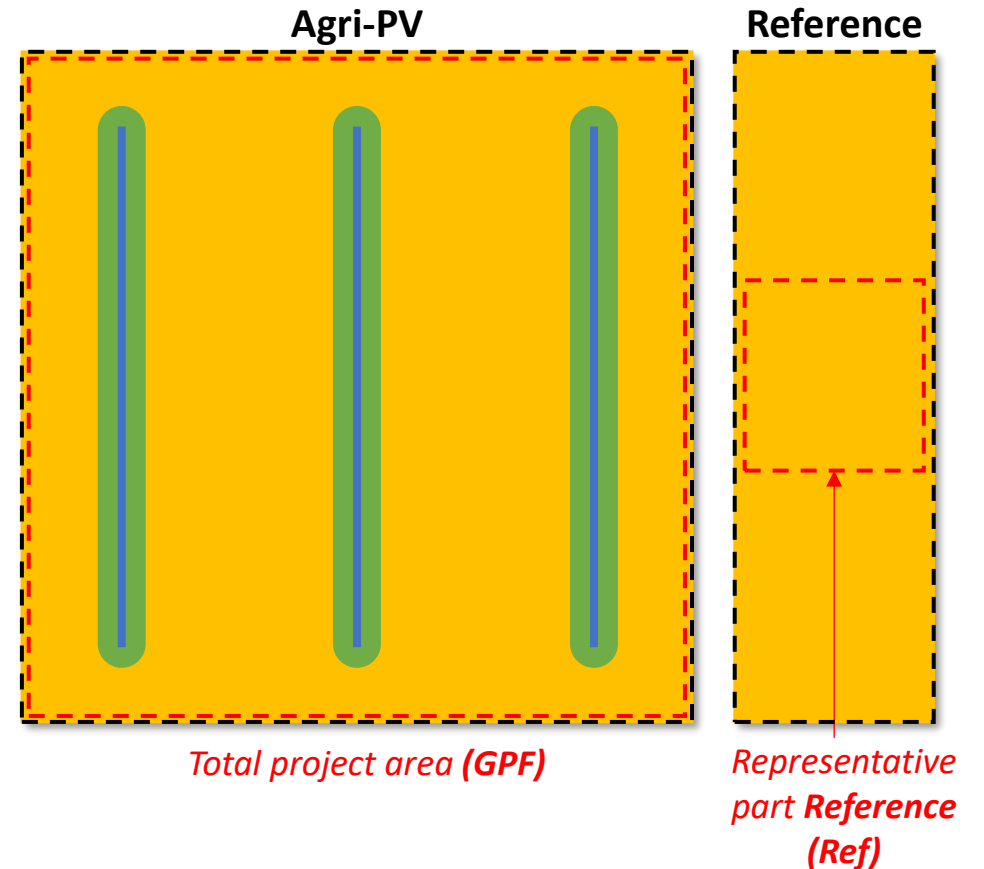 Agri-PV
Reference
Total project area (GPF)
Representative
part Reference
(Ref)